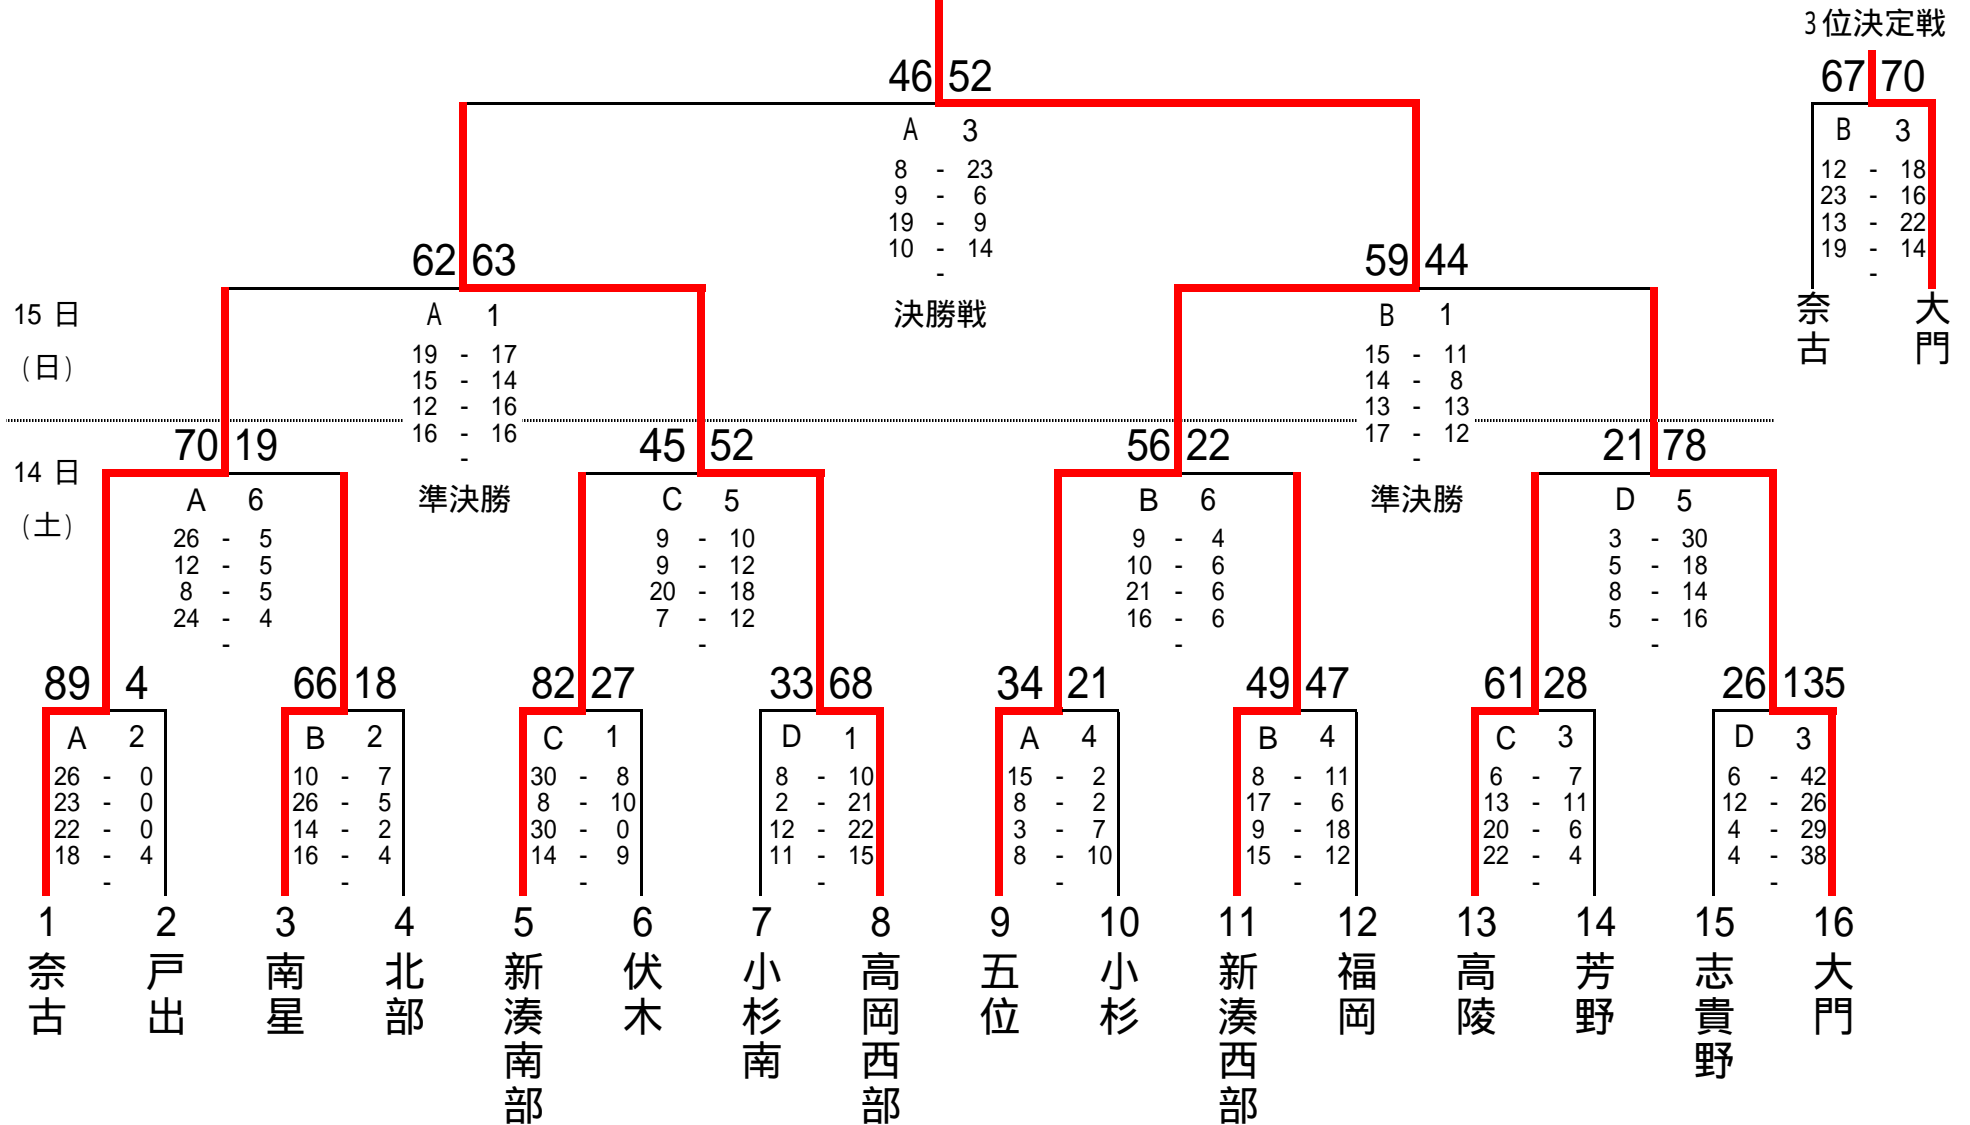 3位決定戦
46 52
67 70
A 3
B 3
8 - 23
9 - 6
19 - 9
10 - 14
-
決勝戦
12 - 18
23 - 16
13 - 22
19 - 14
-
奈古
大門
62 63
59 44
15 日
(日)
A 1
19 - 17
15 - 14
12 - 16
16 - 16
-
準決勝
B 1
15 - 11
14 - 8
13 - 13
17 - 12
-
準決勝
14 日
(土)
70 19
45 52
56 22
21 78
A 6
26 - 5
12 - 5
8 - 5
24 - 4
-
C 5
9 - 10
9 - 12
20 - 18
7 - 12
-
B 6
9 - 4
10 - 6
21 - 6
16 - 6
-
D 5
3 - 30
5 - 18
8 - 14
5 - 16
-
89 4
66 18
82 27
33 68
34 21
49 47
61 28
26 135
A 2
26 - 0
23 - 0
22 - 0
18 - 4
-
B 2
10 - 7
26 - 5
14 - 2
16 - 4
-
C 1
30 - 8
8 - 10
30 - 0
14 - 9
-
D 1
8 - 10
2 - 21
12 - 22
11 - 15
-
A 4
15 - 2
8 - 2
3 - 7
8 - 10
-
B 4
8 - 11
17 - 6
9 - 18
15 - 12
-
C 3
6 - 7
13 - 11
20 - 6
22 - 4
-
D 3
6 - 42
12 - 26
4 - 29
4 - 38
-
1 2 3 4 5 6 7 8 9 10 11 12 13 14 15 16
奈古
戸出
南星
北部
新湊南部
伏木
小杉南
高岡西部
五位
小杉
新湊西部
福岡
高陵
芳野
志貴野
大門